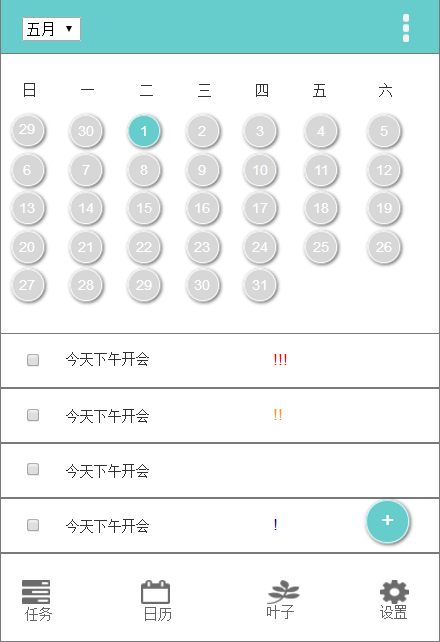 五月
日 一 二 三 四 五 六
29 30 1 2 3 4 5
6 7 8 9 10 11 12
13 14 15 16 17 18 19
20 21 22 23 24 25 26
27 28 29 30 31
今天下午开会 !!!
今天下午开会 !!
今天下午开会
今天下午开会 !
+
任务 日历 叶子 设置